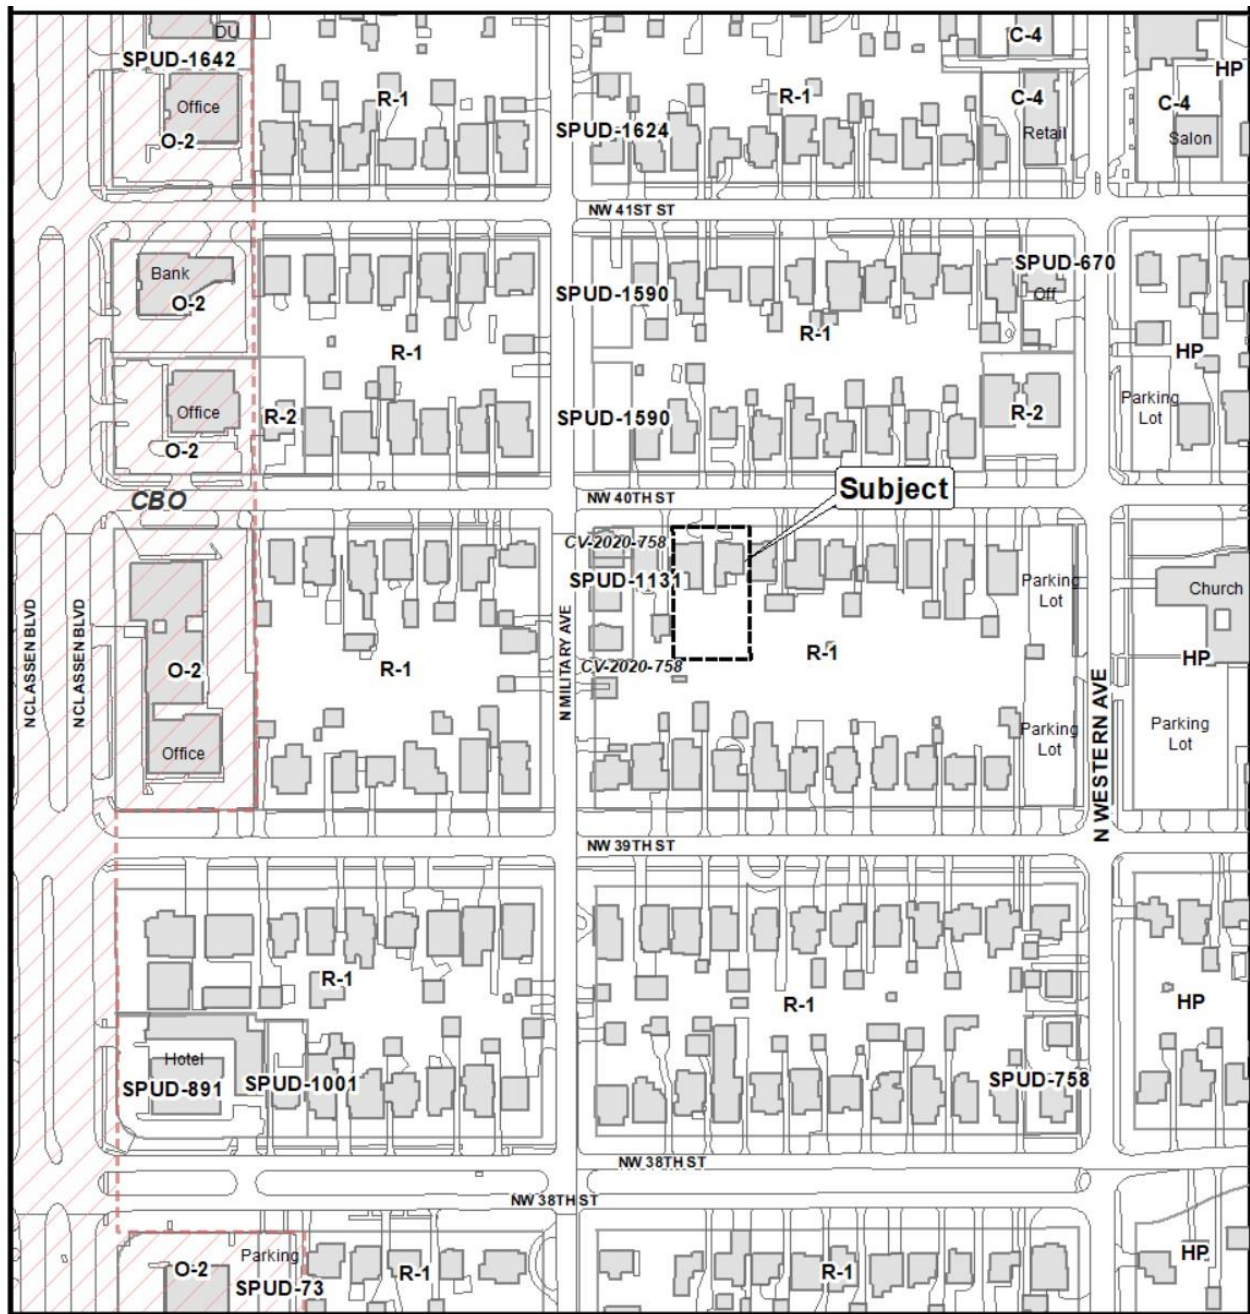 DU
C-4
SPUD-1642
HP
R-1
R-1
C-4
C-4
Office
SPUD-1624
Retail
Salon
O-2
NW 41ST ST
Bank
SPUD-670
O-2
SPUD-1590
Off
R-1
R-1
HP
Parking
Lot
Office
R-2
SPUD-1590
R-2
O-2
Subject
CBO
NW 40TH ST
CV-2020-758
SPUD-1131
Parking
Lot
Church
N CLASSEN BLVD
N CLASSEN BLVD
N MILITARY AVE
O-2
R-1
CV-2020-758
R-1
HP
N WESTERN AVE
Office
Parking
Lot
Parking
Lot
NW 39TH ST
R-1
R-1
HP
Hotel
SPUD-891
SPUD-1001
SPUD-758
NW 38TH ST
NW 38TH ST
Parking
O-2
SPUD-73
R-1
R-1
HP